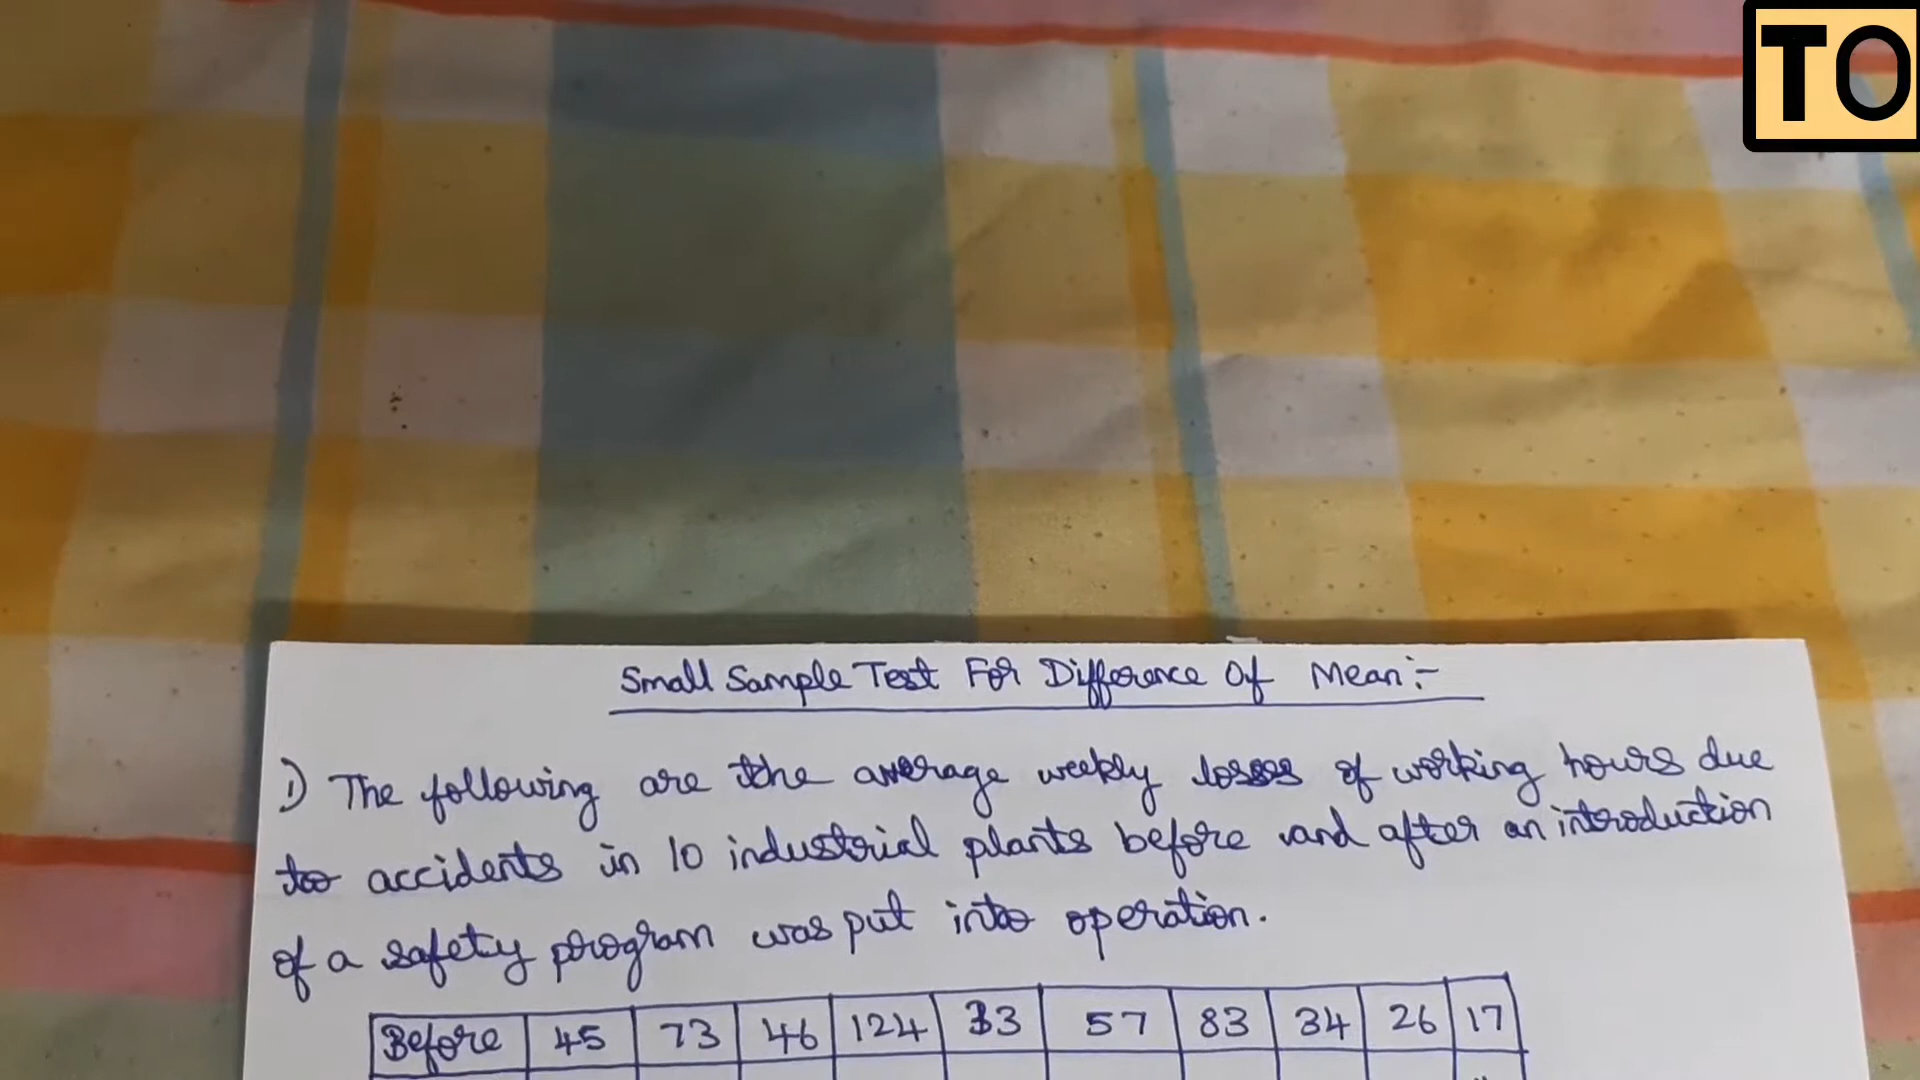 TO
Small Sample Test For Difference Of Mean:-
1) The following are the average weekly losses of working hours due
to accidents in 10 industrial plants before and after an introduction
of a safety program was put into operation.
Before 45 73 46 124 33 57 83 34 26 17